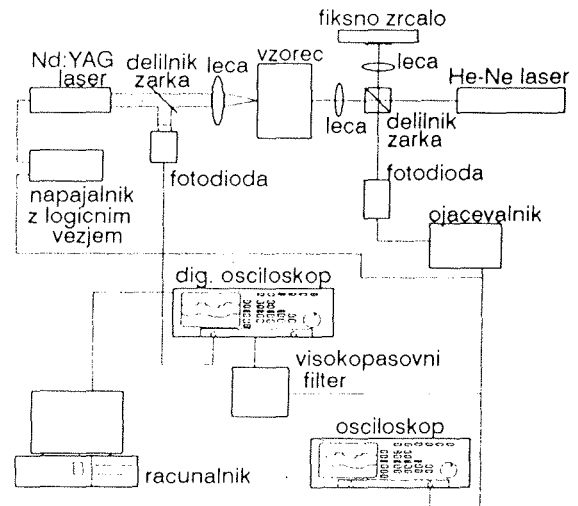 fiksno zrcalo
Nd:YAG
laser
delilnik
zarka
leca
vzorec
leca
He-Ne laser
leca
delilnik
zarka
fotodioda
fotodioda
napajalnik
z logicnim
vezjem
ojacevalnik
dig. osciloskop
visokopasovni
filter
osciloskop
racunalnik